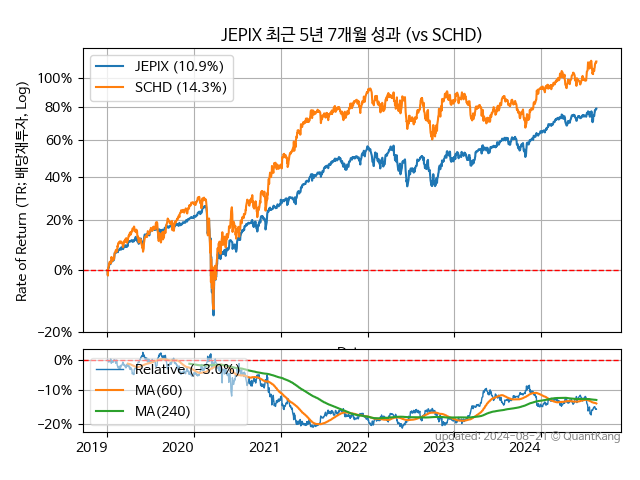 JEPIX 최근 5년 7개월 성과 (vs SCHD)
Rate of Return (TR; 배당재투자, Log)
JEPIX (10.9%)
SCHD (14.3%)
100%
80%
60%
40%
20%
0%
−20%
0%
−10%
−20%
Relative (−3.0%)
MA(60)
MA(240)
2019 2020 2021 2022 2023 2024
updated: 2024-08-21 © QuantKang